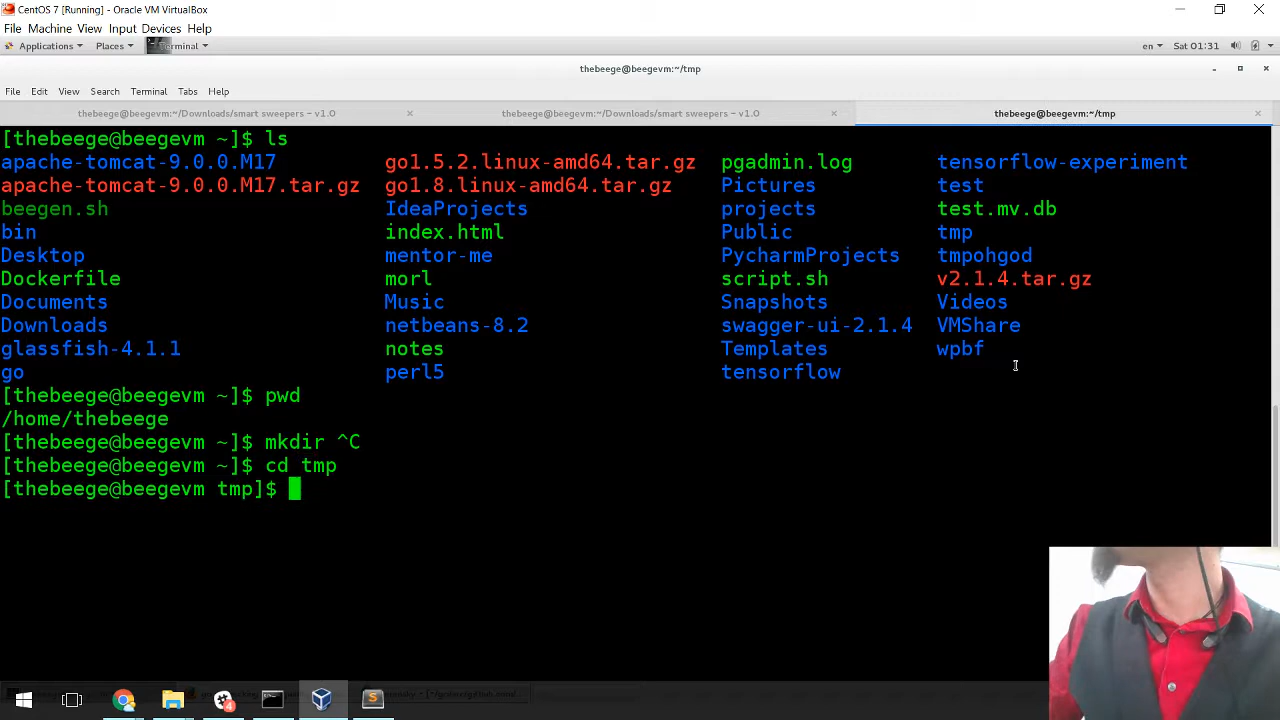 CentOS 7 [Running] - Oracle VM VirtualBox
File Machine View Input Devices Help
Applications Places Terminal en Sat 01:31
thebeege@beegevm:~/tmp
File Edit View Search Terminal Tabs Help
thebeege@beegevm:~/Downloads/smart sweepers - v1.0 thebeege@beegevm:~/Downloads/smart sweepers - v1.0 thebeege@beegevm:~/tmp
[thebeege@beegevm ~]$ ls
apache-tomcat-9.0.0.M17 go1.5.2.linux-amd64.tar.gz pgadmin.log tensorflow-experiment
apache-tomcat-9.0.0.M17.tar.gz go1.8.linux-amd64.tar.gz Pictures test
beegen.sh IdeaProjects projects test.mv.db
bin index.html Public tmp
Desktop mentor-me PycharmProjects tmpohgod
Dockerfile morl script.sh v2.1.4.tar.gz
Documents Music Snapshots Videos
Downloads netbeans-8.2 swagger-ui-2.1.4 VMShare
glassfish-4.1.1 notes Templates wpbf
go perl5 tensorflow
[thebeege@beegevm ~]$ pwd
/home/thebeege
[thebeege@beegevm ~]$ mkdir ^C
[thebeege@beegevm ~]$ cd tmp
[thebeege@beegevm tmp]$
4